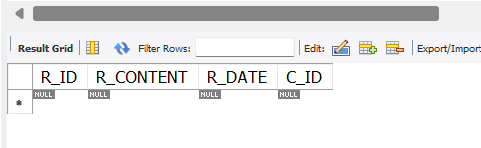 Result Grid Filter Rows: Edit: Export/Import
R_ID R_CONTENT R_DATE C_ID
NULL NULL NULL NULL